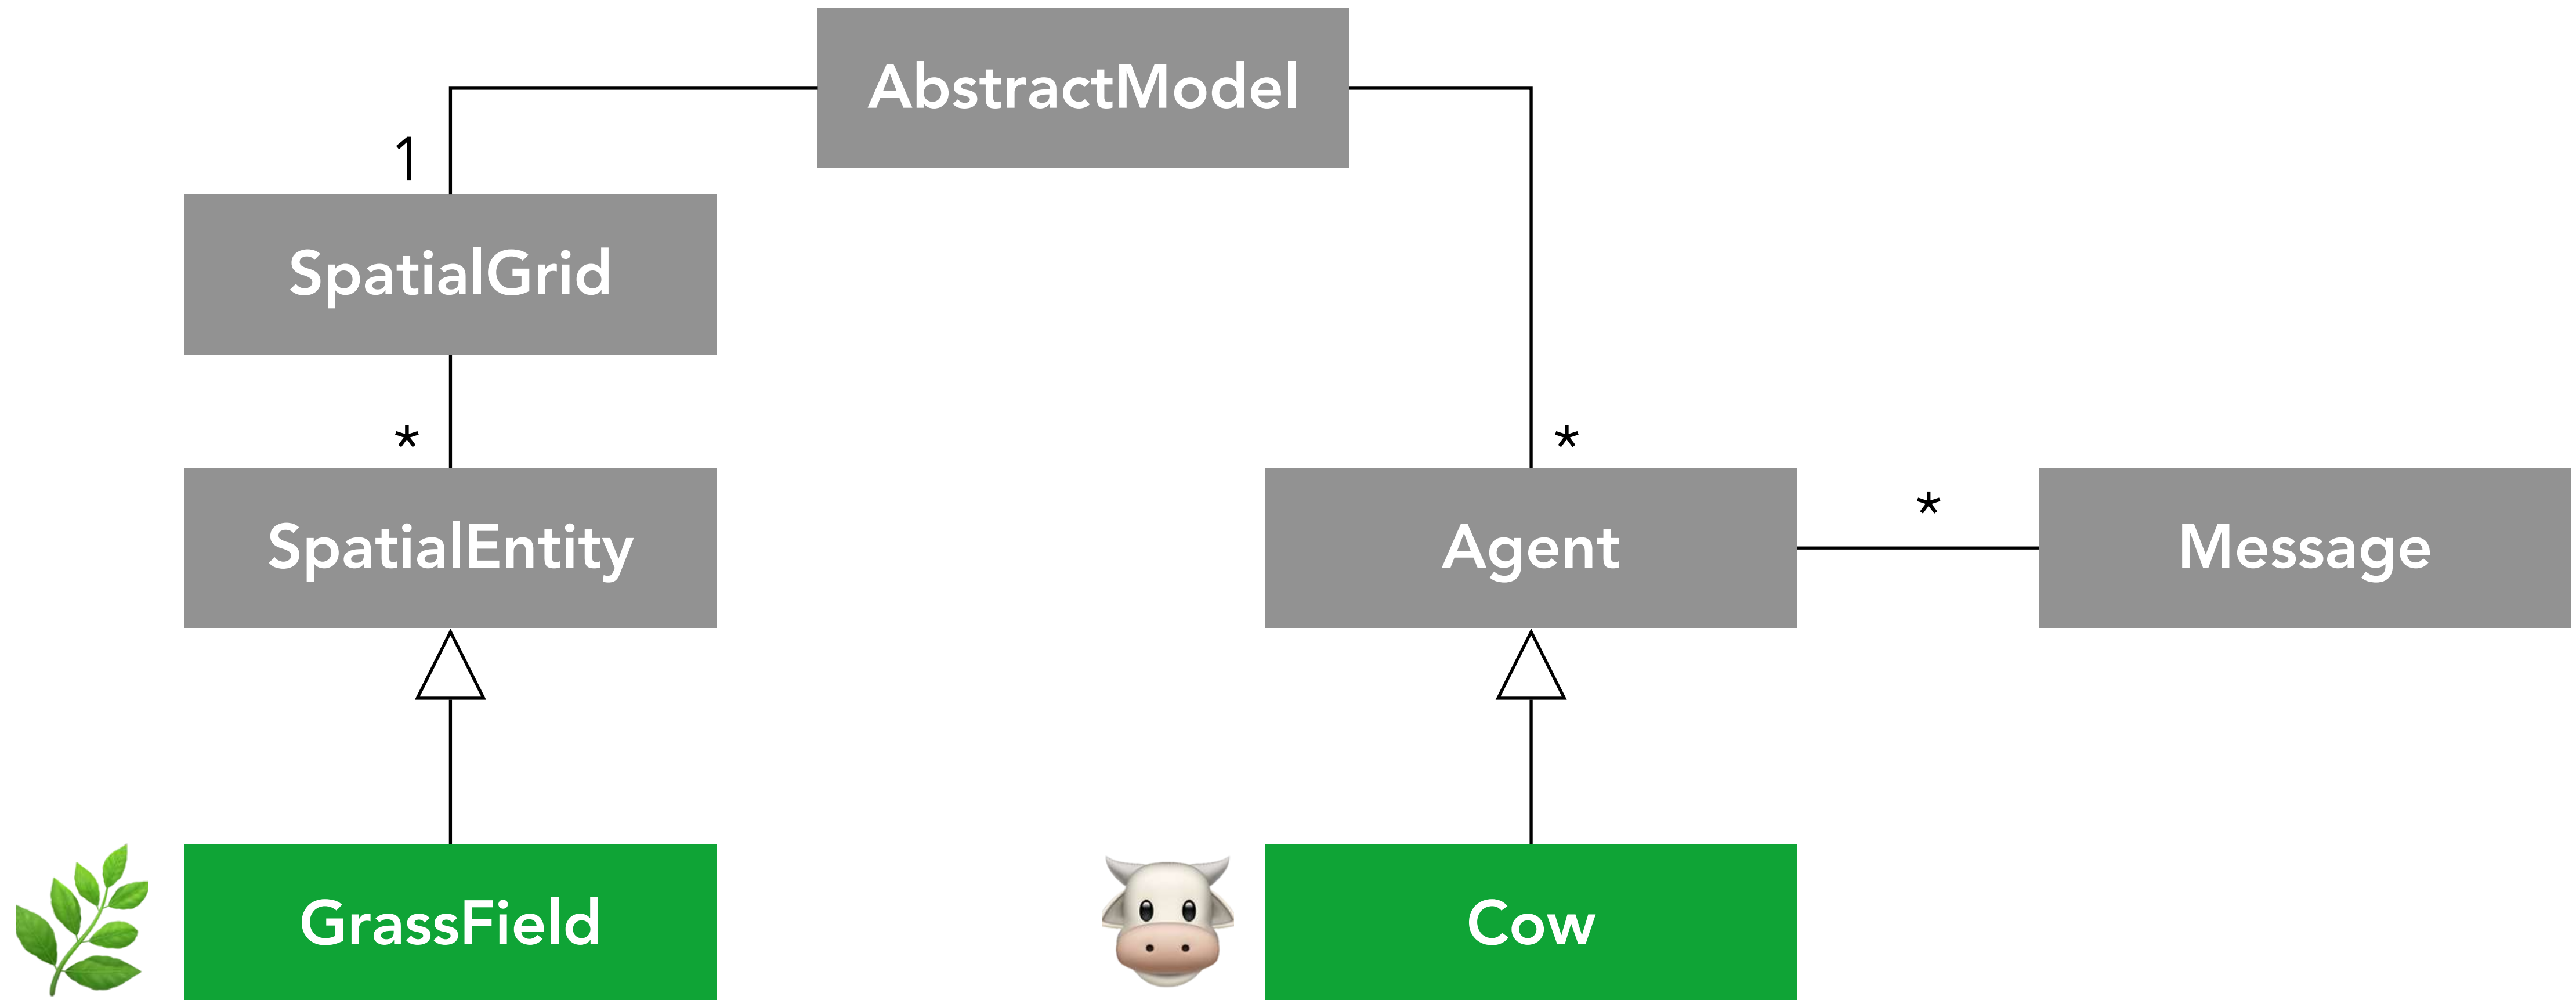 AbstractModel
1
SpatialGrid
*
*
*
SpatialEntity
Agent
Message
GrassField
Cow